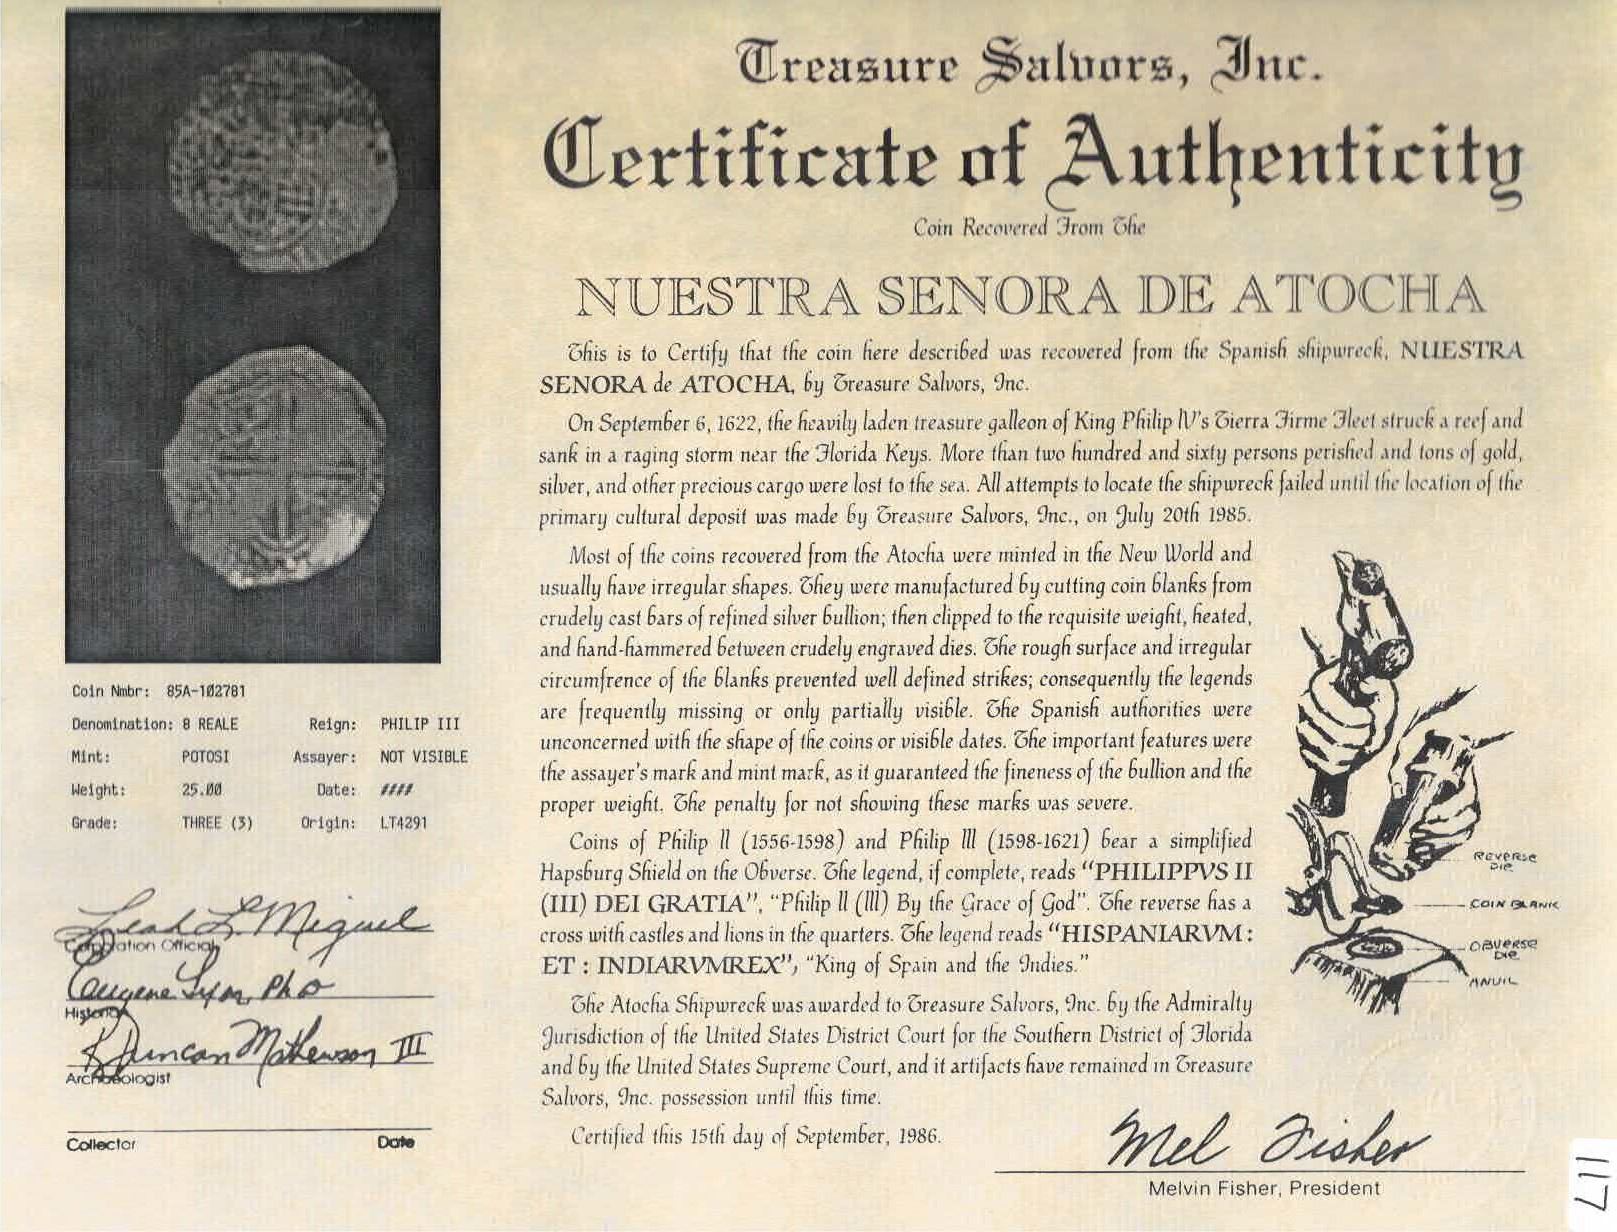 Treasure Salvors, Inc.
Certificate of Authenticity
Coin Recovered From The
NUESTRA SENORA DE ATOCHA
This is to Certify that the coin here described was recovered from the Spanish shipwreck, NUESTRA
SENORA de ATOCHA, by Treasure Salvors, Inc.
On September 6, 1622, the heavily laden treasure galleon of King Philip IV's Tierra Firme Fleet struck a reef and
sank in a raging storm near the Florida Keys. More than two hundred and sixty persons perished and tons of gold,
silver, and other precious cargo were lost to the sea. All attempts to locate the shipwreck failed until the location of the
primary cultural deposit was made by Treasure Salvors, Inc., on July 20th 1985.
Most of the coins recovered from the Atocha were minted in the New World and
usually have irregular shapes. They were manufactured by cutting coin blanks from
crudely cast bars of refined silver bullion; then clipped to the requisite weight, heated,
and hand-hammered between crudely engraved dies. The rough surface and irregular
circumfrence of the blanks prevented well defined strikes; consequently the legends
are frequently missing or only partially visible. The Spanish authorities were
unconcerned with the shape of the coins or visible dates. The important features were
the assayer's mark and mint mark, as it guaranteed the fineness of the bullion and the
proper weight. The penalty for not showing these marks was severe.
Coins of Philip II (1556-1598) and Philip III (1598-1621) bear a simplified
Hapsburg Shield on the Obverse. The legend, if complete, reads "PHILIPPVS II
(III) DEI GRATIA", "Philip II (III) By the Grace of God". The reverse has a
cross with castles and lions in the quarters. The legend reads "HISPANIARVM :
ET : INDIARVMREX", "King of Spain and the Indies."
The Atocha Shipwreck was awarded to Treasure Salvors, Inc. by the Admiralty
Jurisdiction of the United States District Court for the Southern District of Florida
and by the United States Supreme Court, and it artifacts have remained in Treasure
Salvors, Inc. possession until this time.
Certified this 15th day of September, 1986.
Mel Fisher
Melvin Fisher, President
REVERSE
DIE
COIN BLANK
OBVERSE
DIE
ANVIL
Coin Nmbr: 85A-102781
Denomination: 8 REALE Reign: PHILIP III
Mint: POTOSI Assayer: NOT VISIBLE
Weight: 25.00 Date: ####
Grade: THREE (3) Origin: LT4291
Leah L. Miguel
Corporation Official
Eugene Lyon, PhD
Historian
R Duncan Mathewson III
Archaeologist
Collector Date
117